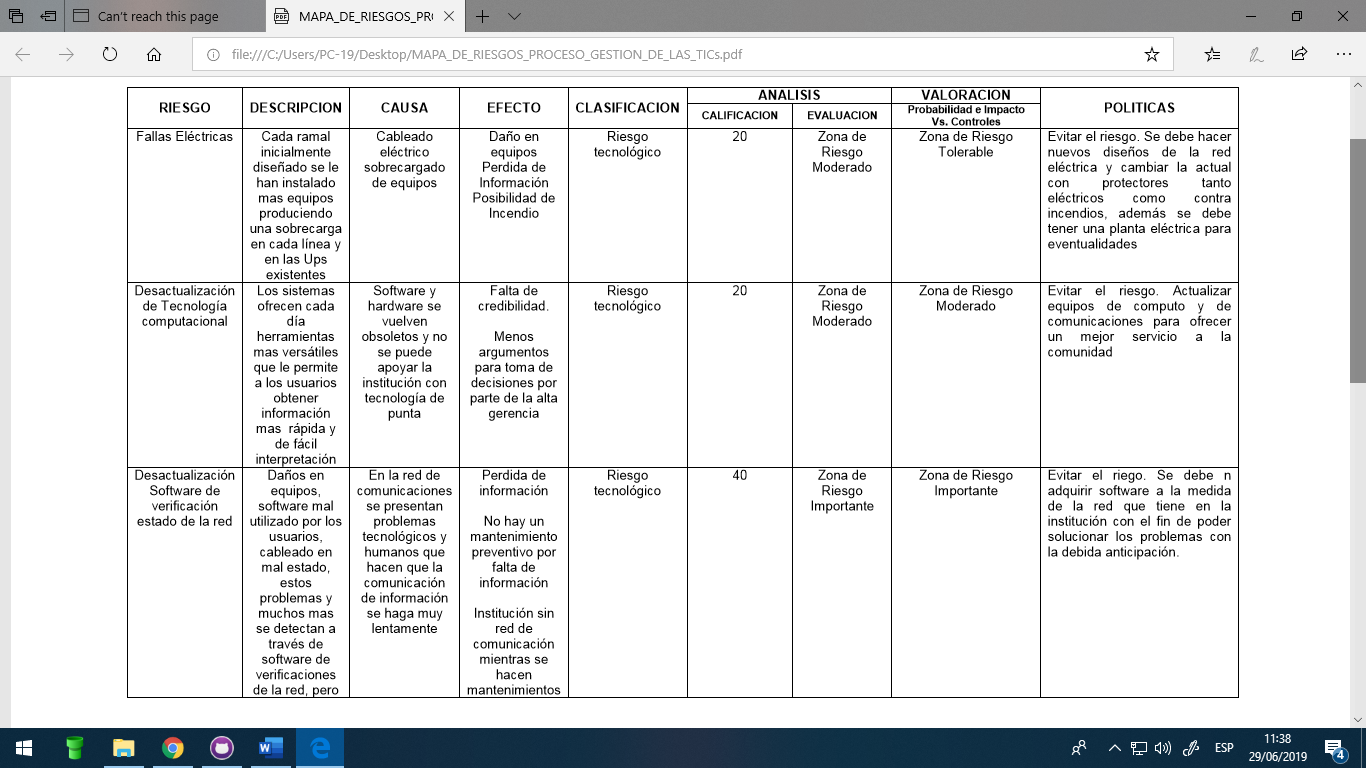 Can't reach this page
MAPA_DE_RIESGOS_PR
file:///C:/Users/PC-19/Desktop/MAPA_DE_RIESGOS_PROCESO_GESTION_DE_LAS_TICs.pdf
RIESGO
DESCRIPCION
CAUSA
EFECTO
CLASIFICACION
ANALISIS
CALIFICACION
EVALUACION
VALORACION
Probabilidad e Impacto
Vs. Controles
POLITICAS
Fallas Eléctricas
Cada ramal
inicialmente
diseñado se le
han instalado
mas equipos
produciendo
una sobrecarga
en cada línea y
en las Ups
existentes
Cableado
eléctrico
sobrecargado
de equipos
Daño en
equipos
Perdida de
Información
Posibilidad de
Incendio
Riesgo
tecnológico
20
Zona de
Riesgo
Moderado
Zona de Riesgo
Tolerable
Evitar el riesgo. Se debe hacer
nuevos diseños de la red
eléctrica y cambiar la actual
con protectores tanto
eléctricos como contra
incendios, además se debe
tener una planta eléctrica para
eventualidades
Desactualización
de Tecnología
computacional
Los sistemas
ofrecen cada
día
herramientas
mas versátiles
que le permite
a los usuarios
obtener
información
mas rápida y
de fácil
interpretación
Software y
hardware se
vuelven
obsoletos y no
se puede
apoyar la
institución con
tecnología de
punta
Falta de
credibilidad.
Menos
argumentos
para toma de
decisiones por
parte de la alta
gerencia
Riesgo
tecnológico
20
Zona de
Riesgo
Moderado
Zona de Riesgo
Moderado
Evitar el riesgo. Actualizar
equipos de computo y de
comunicaciones para ofrecer
un mejor servicio a la
comunidad
Desactualización
Software de
verificación
estado de la red
Daños en
equipos,
software mal
utilizado por los
usuarios,
cableado en
mal estado,
estos
problemas y
muchos mas
se detectan a
través de
software de
verificaciones
de la red, pero
En la red de
comunicaciones
se presentan
problemas
tecnológicos y
humanos que
hacen que la
comunicación
de información
se haga muy
lentamente
Perdida de
información
No hay un
mantenimiento
preventivo por
falta de
información
Institución sin
red de
comunicación
mientras se
hacen
mantenimientos
Riesgo
tecnológico
40
Zona de
Riesgo
Importante
Zona de Riesgo
Importante
Evitar el riego. Se debe n
adquirir software a la medida
de la red que tiene en la
institución con el fin de poder
solucionar los problemas con
la debida anticipación.
ESP
11:38
29/06/2019
4